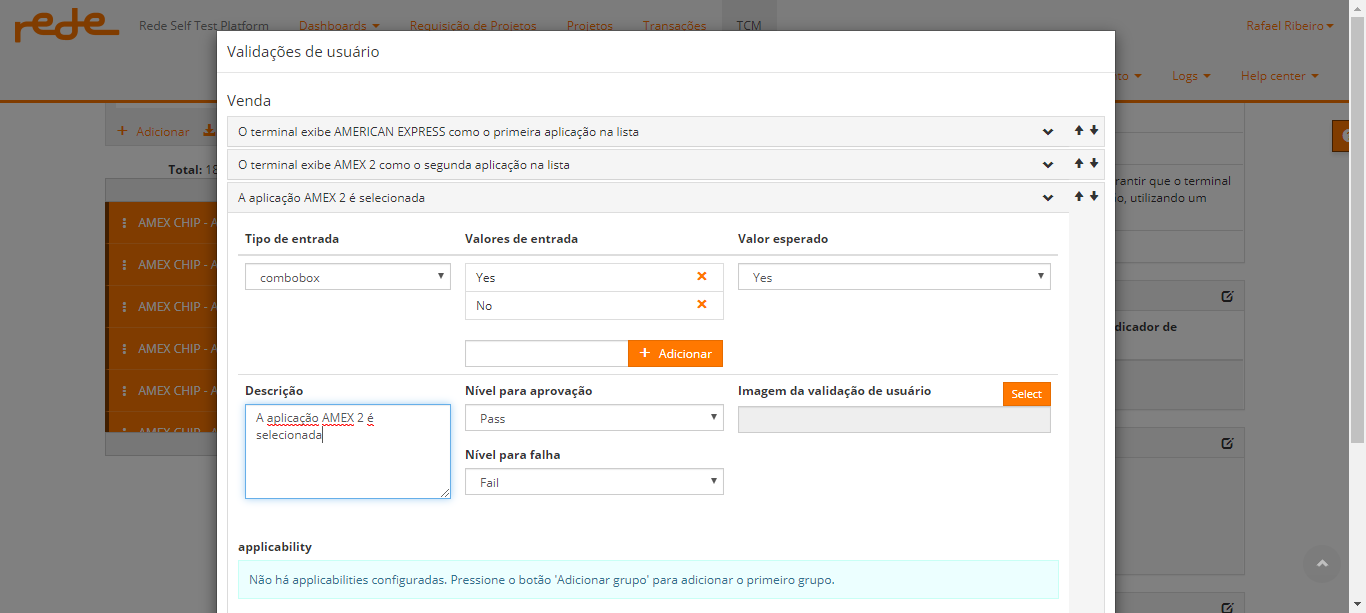 rede Rede Self Test Platform Dashboards Requisição de Projetos Projetos Transações TCM Rafael Ribeiro
Validações de usuário
Logs Help center
Venda
Adicionar
O terminal exibe AMERICAN EXPRESS como o primeira aplicação na lista
Total: 18
O terminal exibe AMEX 2 como o segunda aplicação na lista
o terminal
utilizando um
A aplicação AMEX 2 é selecionada
AMEX CHIP - A
AMEX CHIP - A
AMEX CHIP - A
AMEX CHIP - A
AMEX CHIP - A
AMEX CHIP - A
Tipo de entrada Valores de entrada Valor esperado
combobox Yes Yes
No
Adicionar
dicador de
Descrição Nível para aprovação Imagem da validação de usuário Select
A aplicação AMEX 2 é
selecionada
Pass
Nível para falha
Fail
applicability
Não há applicabilities configuradas. Pressione o botão 'Adicionar grupo' para adicionar o primeiro grupo.